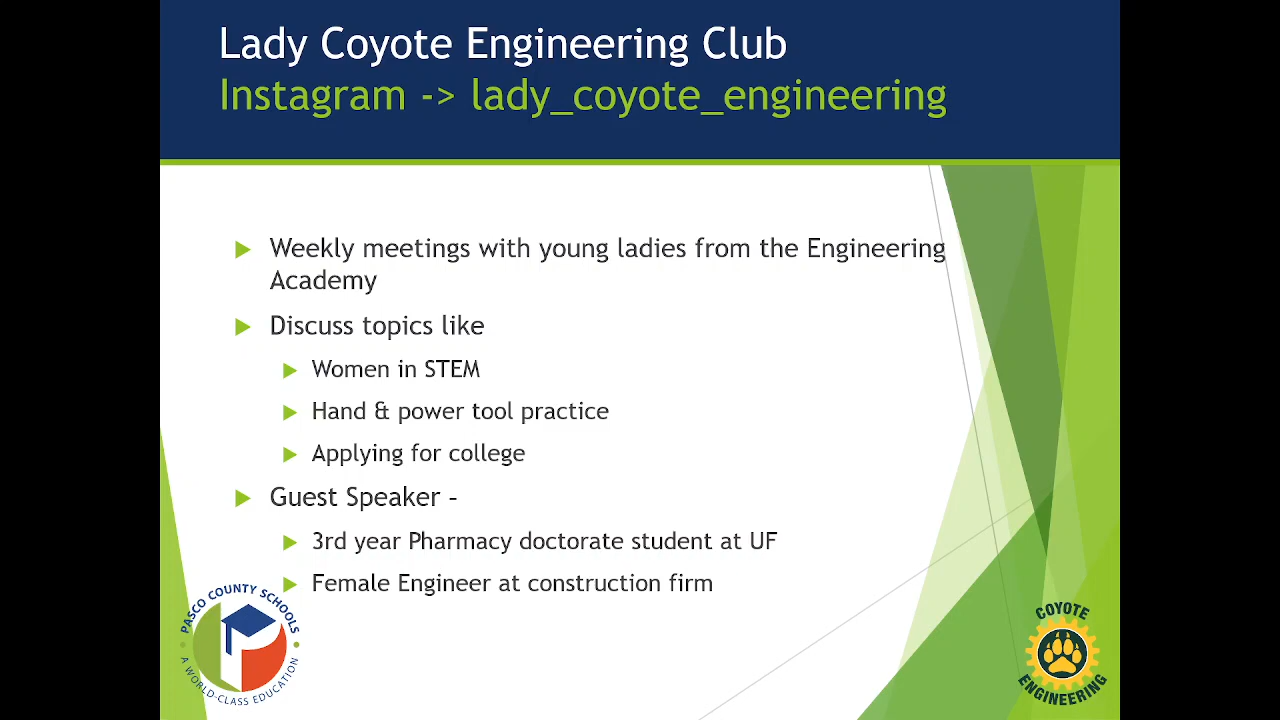 Lady Coyote Engineering Club
Instagram -> lady_coyote_engineering
Weekly meetings with young ladies from the Engineering
Academy
Discuss topics like
Women in STEM
Hand & power tool practice
Applying for college
Guest Speaker –
3rd year Pharmacy doctorate student at UF
Female Engineer at construction firm
PASCO COUNTY SCHOOLS
A WORLD-CLASS EDUCATION
COYOTE
ENGINEERING